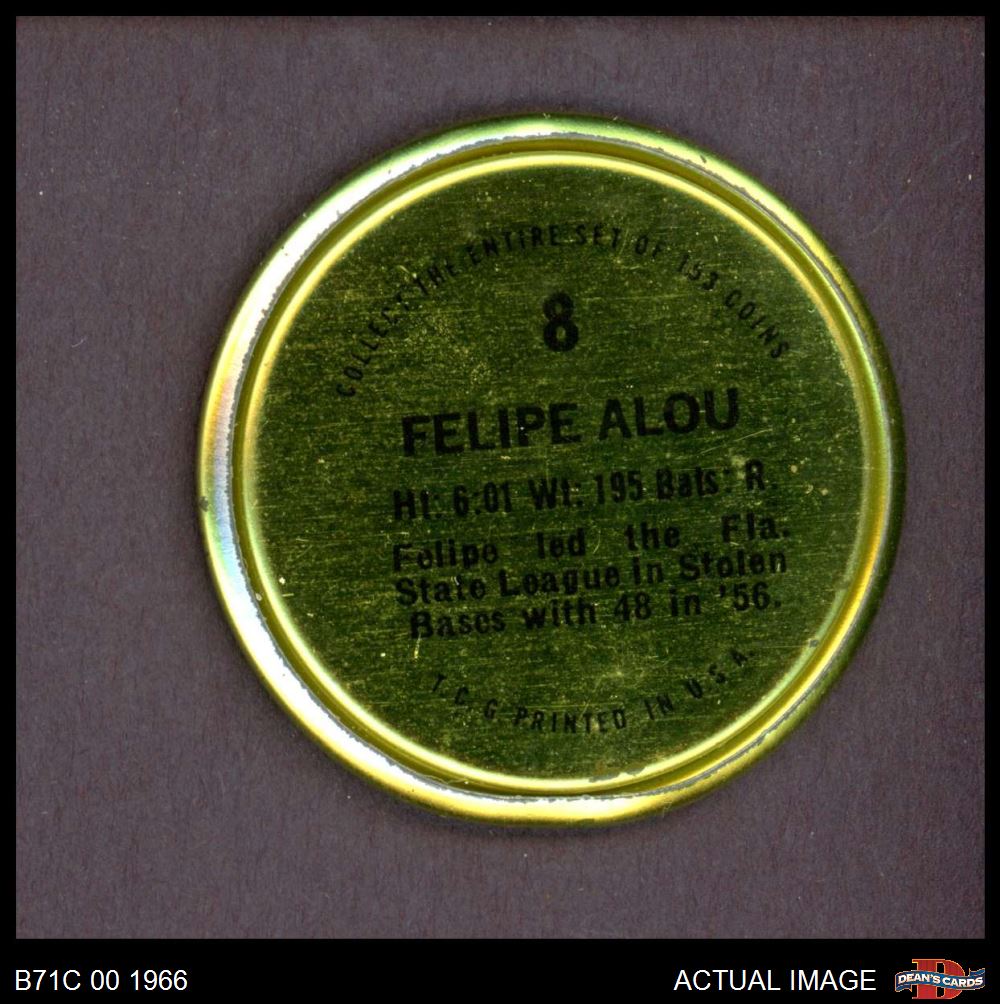 COLLECT THE ENTIRE SET OF 153 COINS
8
FELIPE ALOU
Ht: 6:01 Wt: 195 Bats: R.
Felipe led the Fla.
State League in Stolen
Bases with 48 in '56.
T. C. G PRINTED IN U. S. A.
B71C 00 1966
ACTUAL IMAGE
DEAN'S CARDS